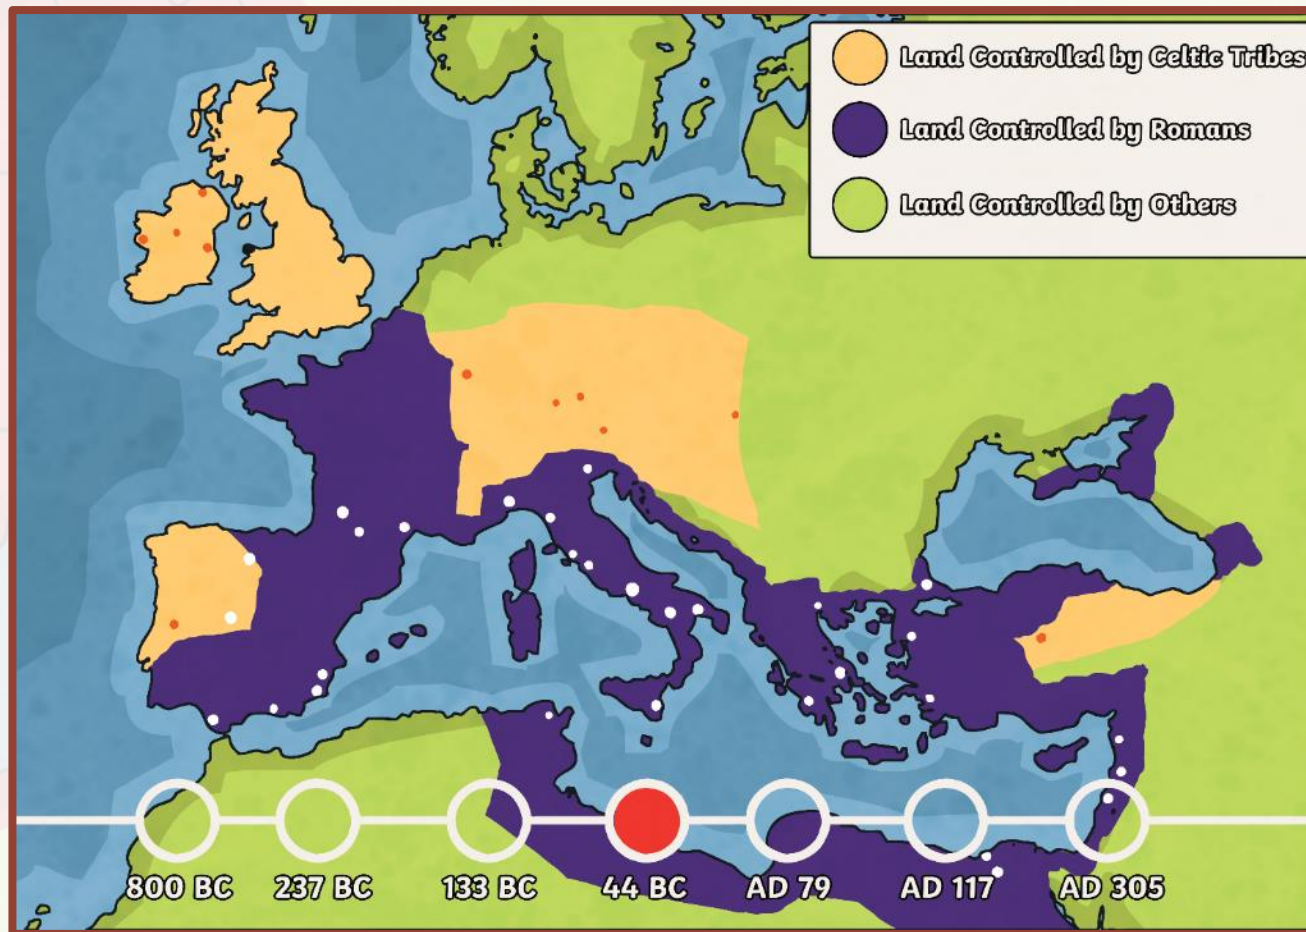 Land Controlled by Celtic Tribes
Land Controlled by Romans
Land Controlled by Others
800 BC
237 BC
133 BC
44 BC
AD 79
AD 117
AD 305